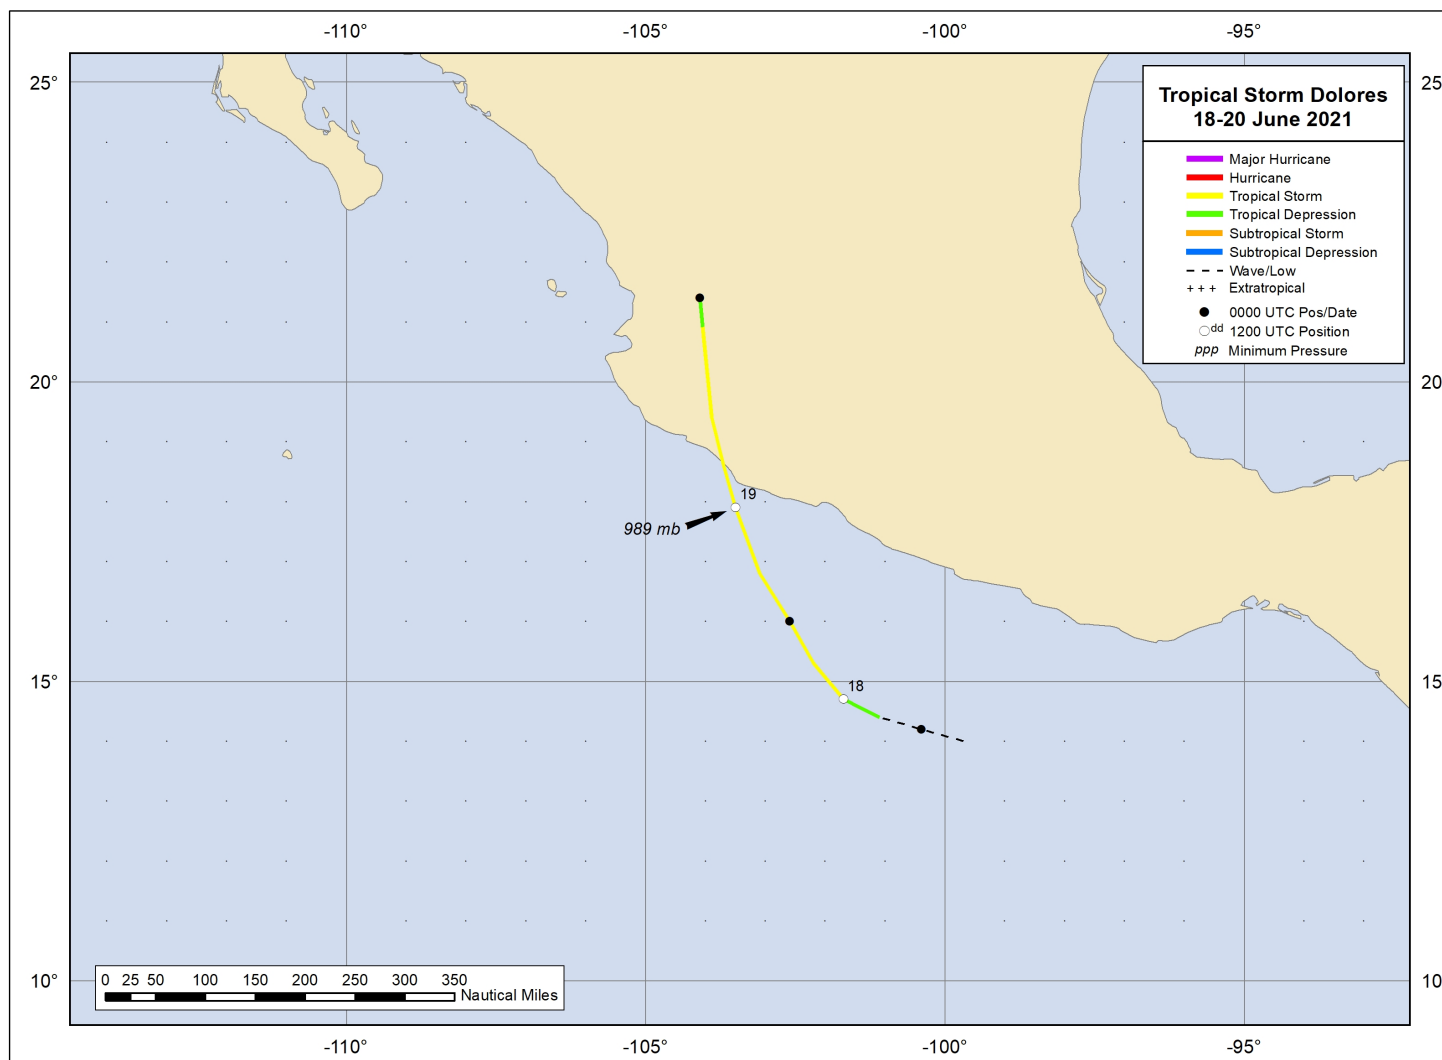 -110° -105° -100° -95°
25° 25
Tropical Storm Dolores
18-20 June 2021
Major Hurricane
Hurricane
Tropical Storm
Tropical Depression
Subtropical Storm
Subtropical Depression
Wave/Low
+++ Extratropical
0000 UTC Pos/Date
dd 1200 UTC Position
ppp Minimum Pressure
20° 20
19
989 mb
15° 15
18
10° 10
0 25 50 100 150 200 250 300 350
Nautical Miles
-110° -105° -100° -95°